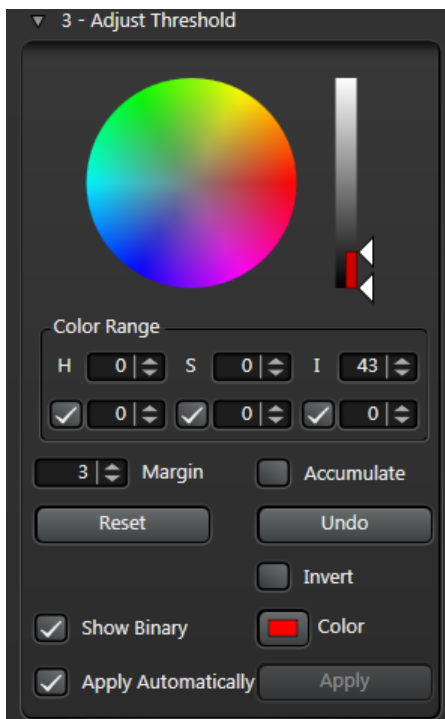 3 - Adjust Threshold
Color Range
H 0 S 0 I 43
0 0 0
3 Margin Accumulate
Reset Undo
Invert
Show Binary Color
Apply Automatically Apply